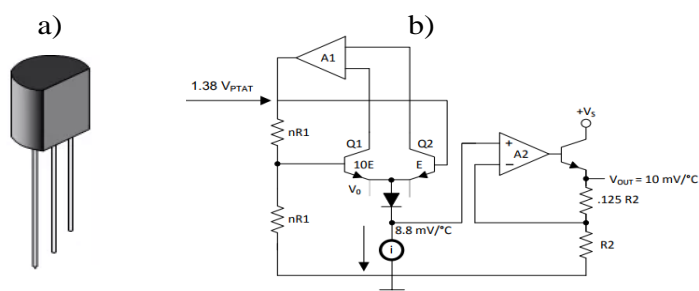 a)
b)
A1
1.38 VPTAT
+Vs
nR1
Q1
Q2
10E
E
A2
+
−
V0
VOUT = 10 mV/°C
.125 R2
nR1
8.8 mV/°C
i
R2